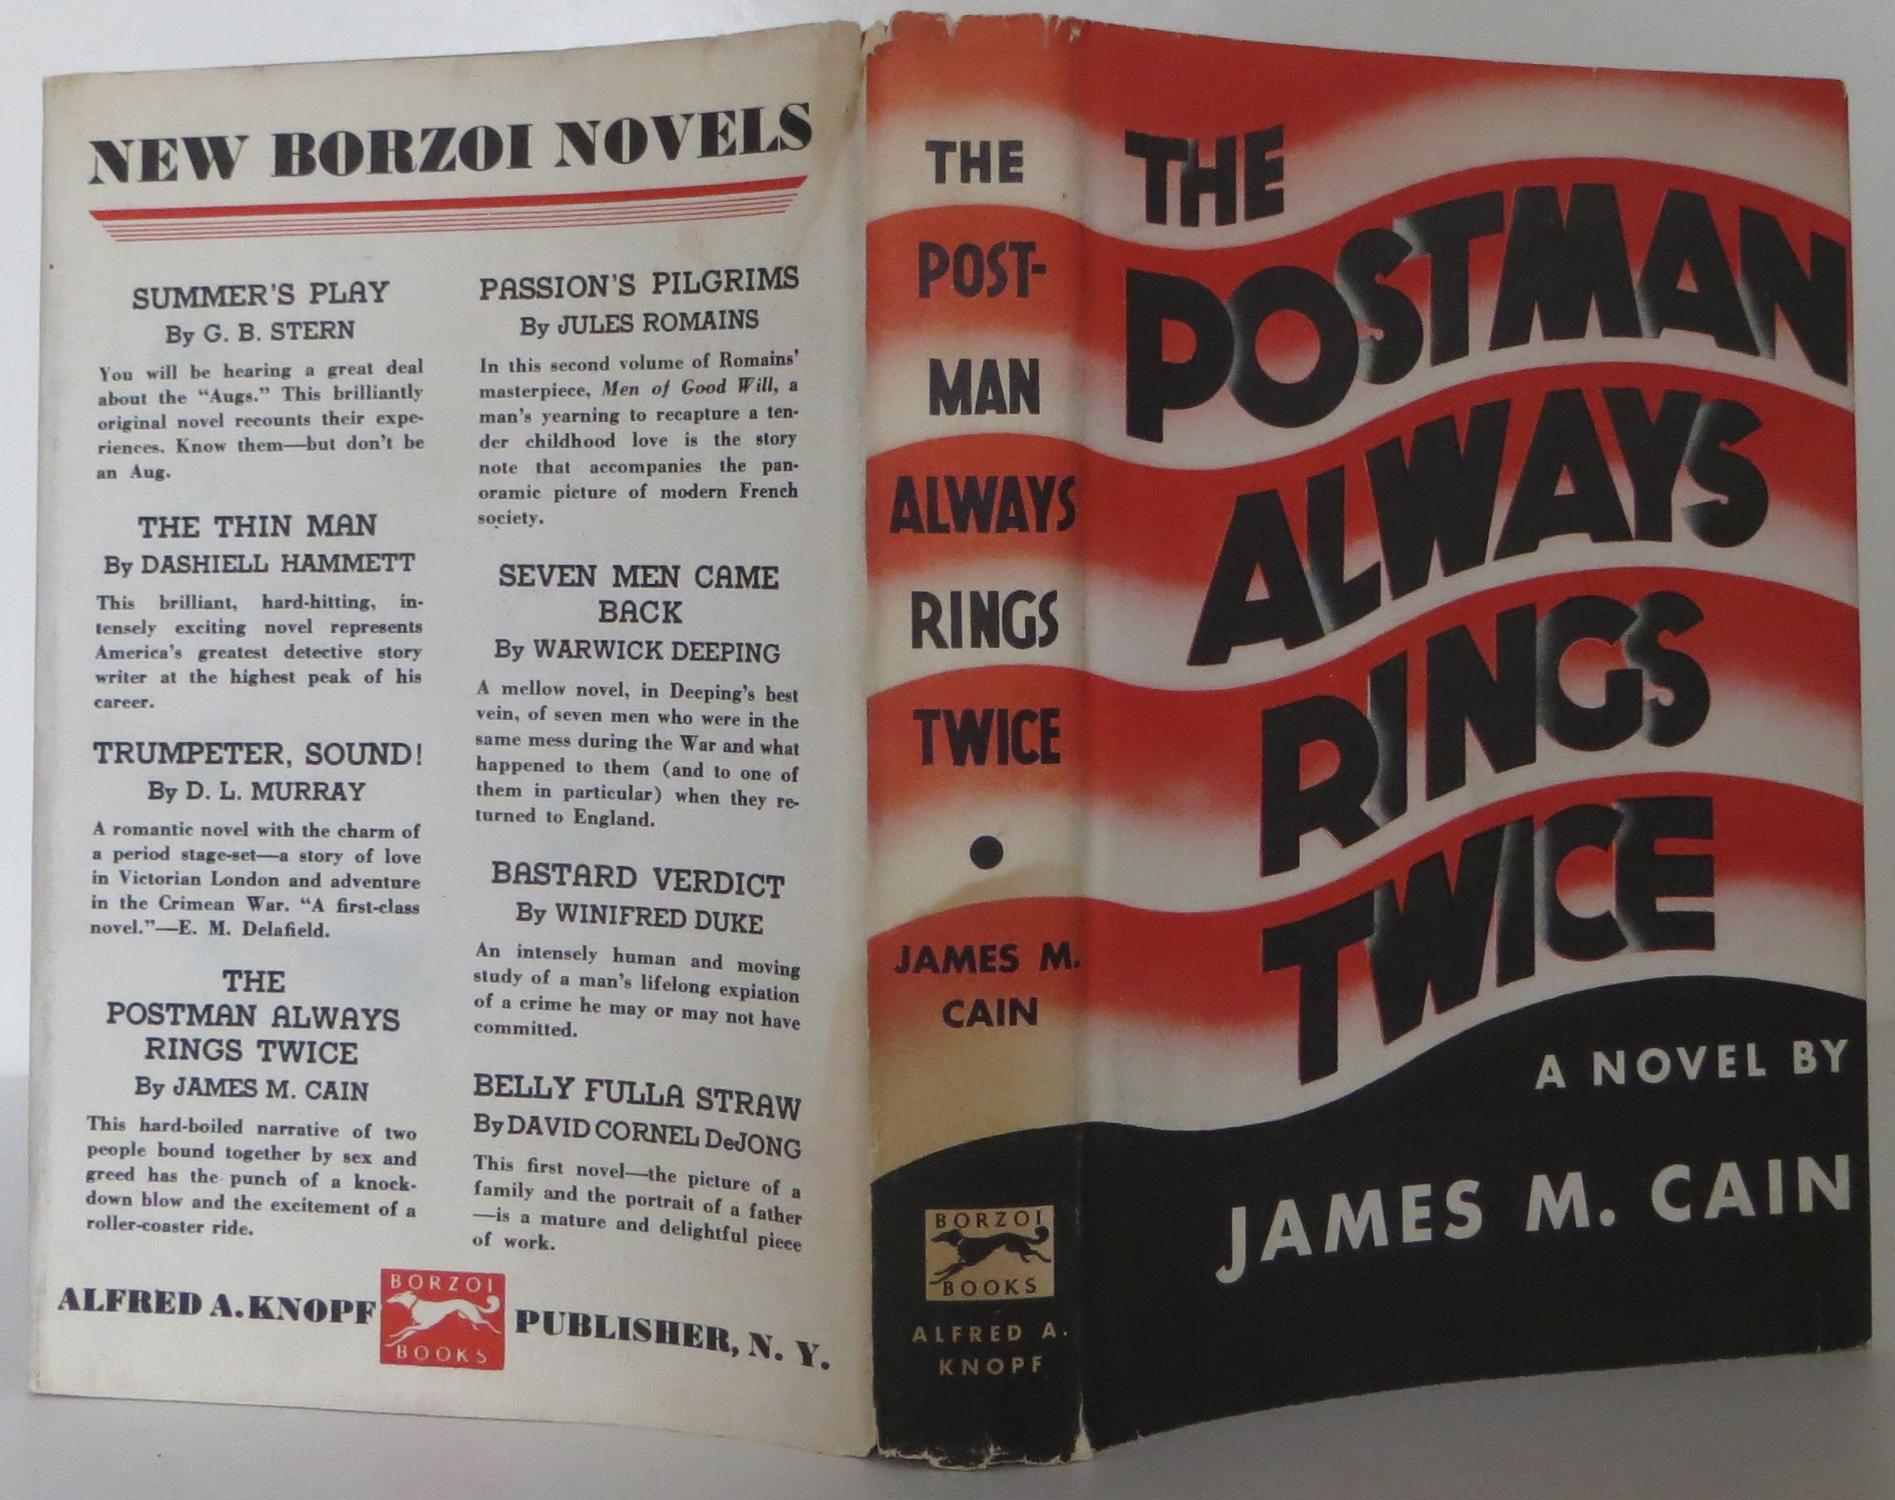 NEW BORZOI NOVELS
SUMMER'S PLAY
By G. B. STERN
You will be hearing a great deal
about the "Augs." This brilliantly
original novel recounts their expe-
riences. Know them—but don't be
an Aug.
THE THIN MAN
By DASHIELL HAMMETT
This brilliant, hard-hitting, in-
tensely exciting novel represents
America's greatest detective story
writer at the highest peak of his
career.
TRUMPETER, SOUND!
By D. L. MURRAY
A romantic novel with the charm of
a period stage-set—a story of love
in Victorian London and adventure
in the Crimean War. "A first-class
novel."—E. M. Delafield.
THE
POSTMAN ALWAYS
RINGS TWICE
By JAMES M. CAIN
This hard-boiled narrative of two
people bound together by sex and
greed has the punch of a knock-
down blow and the excitement of a
roller-coaster ride.
PASSION'S PILGRIMS
By JULES ROMAINS
In this second volume of Romains'
masterpiece, Men of Good Will, a
man's yearning to recapture a ten-
der childhood love is the story
note that accompanies the pan-
oramic picture of modern French
society.
SEVEN MEN CAME
BACK
By WARWICK DEEPING
A mellow novel, in Deeping's best
vein, of seven men who were in the
same mess during the War and what
happened to them (and to one of
them in particular) when they re-
turned to England.
BASTARD VERDICT
By WINIFRED DUKE
An intensely human and moving
study of a man's lifelong expiation
of a crime he may or may not have
committed.
BELLY FULLA STRAW
By DAVID CORNEL DeJONG
This first novel—the picture of a
family and the portrait of a father
—is a mature and delightful piece
of work.
ALFRED A. KNOPF
BORZOI
BOOKS
PUBLISHER, N. Y.
THE
POST-
MAN
ALWAYS
RINGS
TWICE
JAMES M.
CAIN
BORZOI
BOOKS
ALFRED A.
KNOPF
THE
POSTMAN
ALWAYS
RINGS
TWICE
A NOVEL BY
JAMES M. CAIN